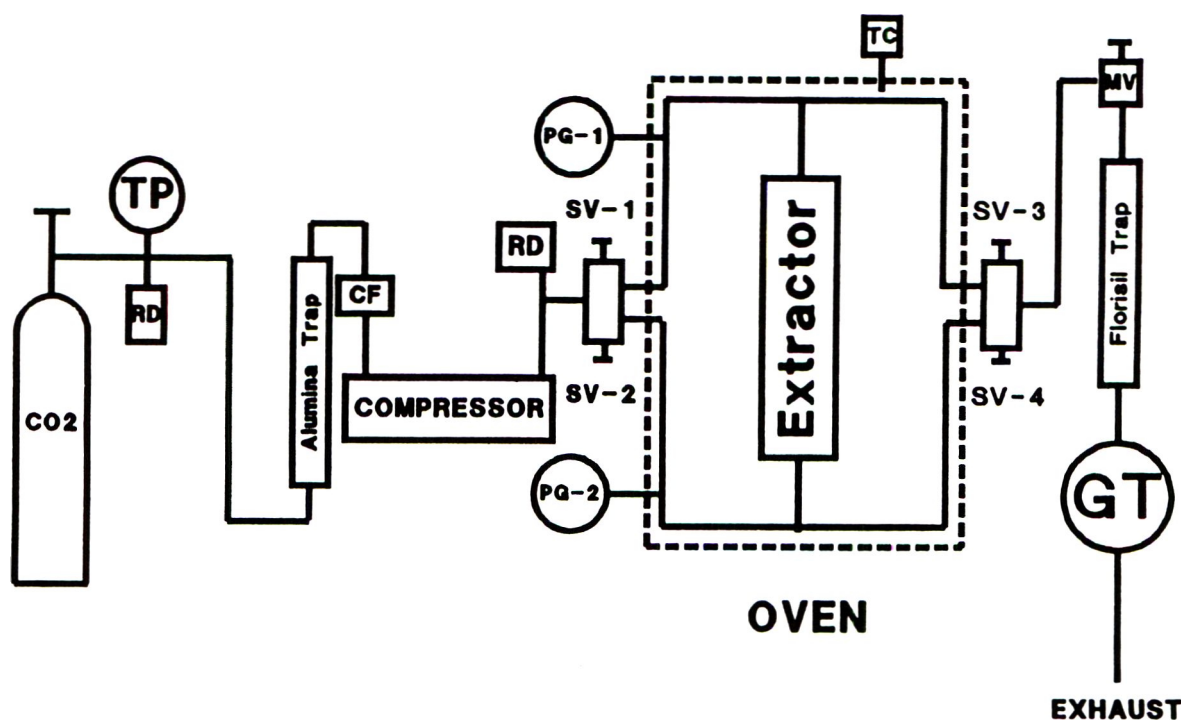 TC
MV
PG-1
TP
SV-1
SV-3
RD
RD
CF
Alumina Trap
Extractor
Florisil Trap
CO2
COMPRESSOR
SV-2
SV-4
PG-2
GT
OVEN
EXHAUST